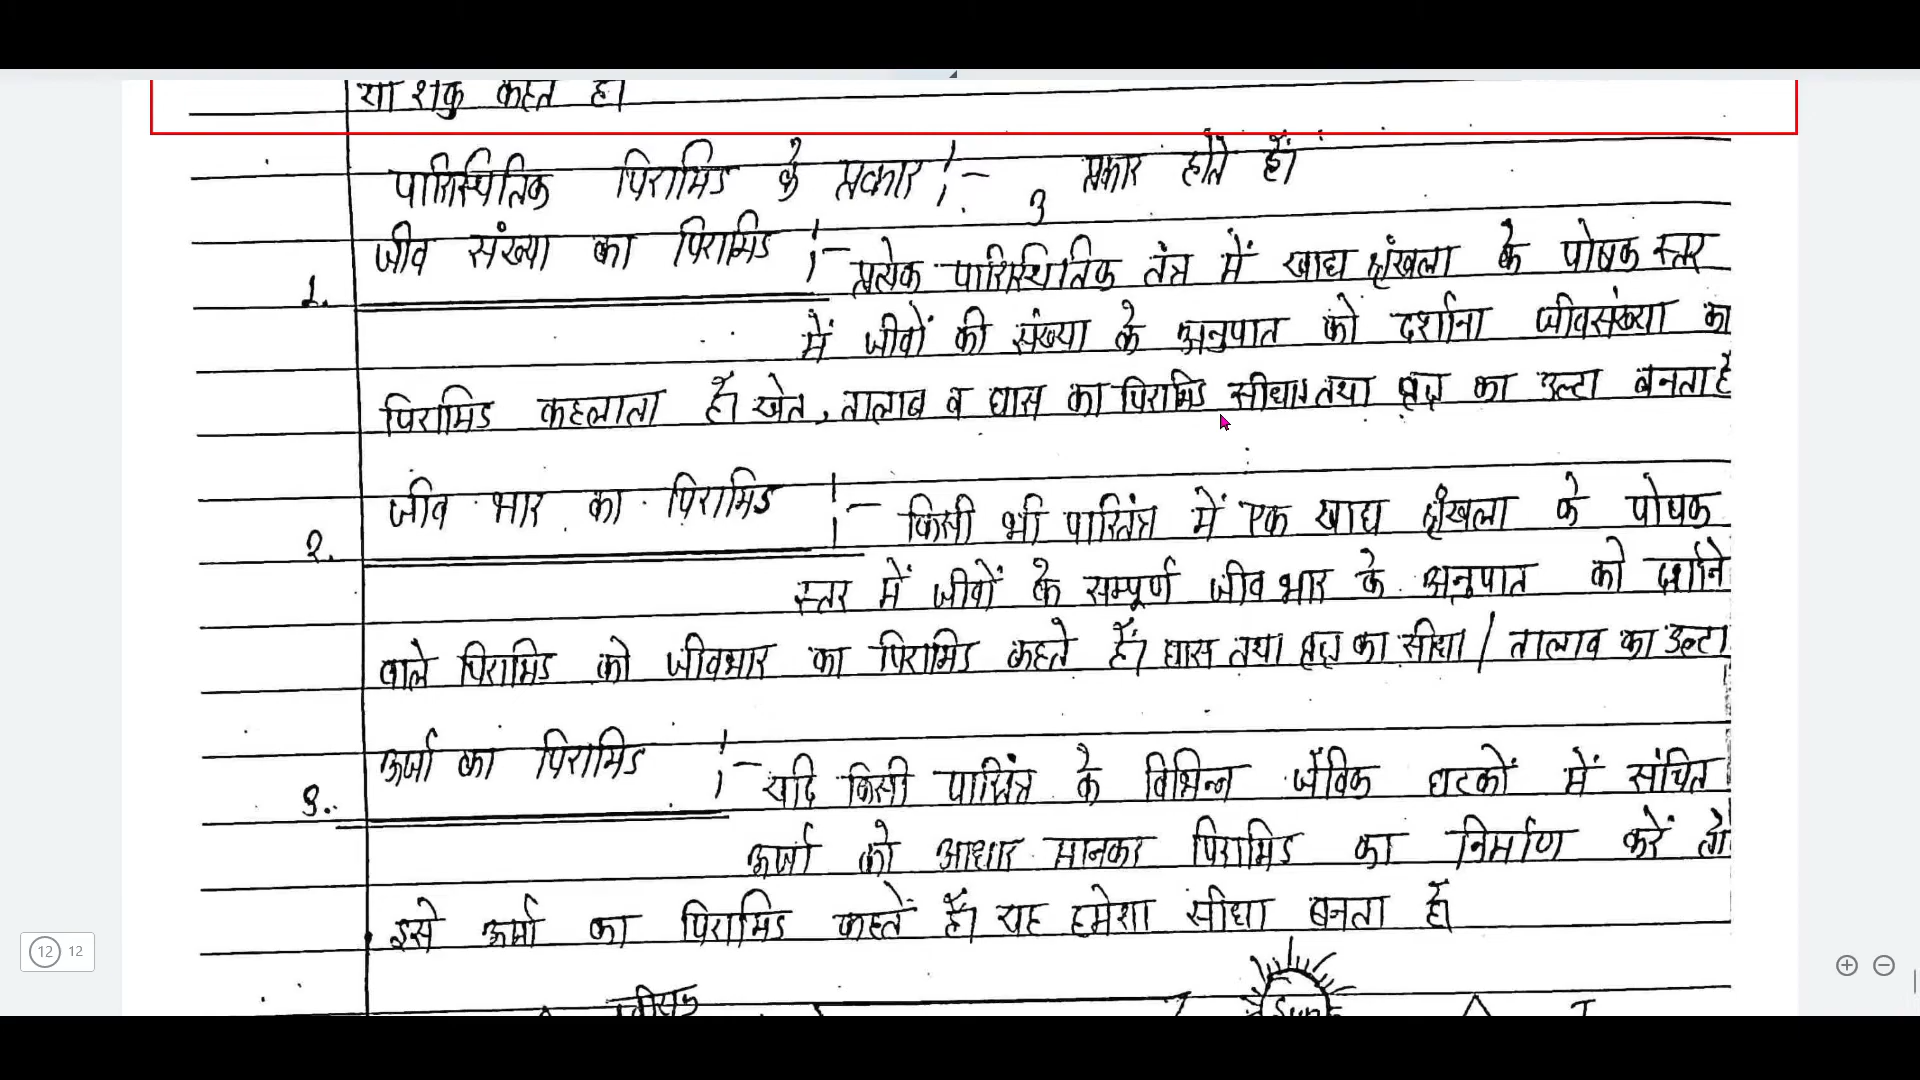 या शंकु कहते है।
पारिस्थितिक पिरामिड के प्रकार :- 3 प्रकार होते हैं।
1. जीव संख्या का पिरामिड :- प्रत्येक पारिस्थितिक तंत्र में खाद्य श्रृंखला के पोषक स्तर
में जीवों की संख्या के अनुपात को दर्शाना जीवसंख्या का
पिरामिड कहलाता हैं। खेत, तालाब व घास का पिरामिड सीधा तथा वृक्ष का उल्टा बनता है
2. जीव भार का पिरामिड :- किसी भी पारितंत्र में एक खाद्य श्रृंखला के पोषक
स्तर में जीवों के सम्पूर्ण जीव भार के अनुपात को दर्शाने
वाले पिरामिड को जीवभार का पिरामिड कहते हैं। घास तथा वृक्ष का सीधा / तालाव का उल्टा
3. ऊर्जा का पिरामिड :- यदि किसी पारितंत्र के विभिन्न जैविक घटकों में संचित
ऊर्जा को आधार मानकर पिरामिड का निर्माण करें तो
इसे ऊर्जा का पिरामिड कहतें हैं। यह हमेशा सीधा बनता हैं।
Sun
12 12